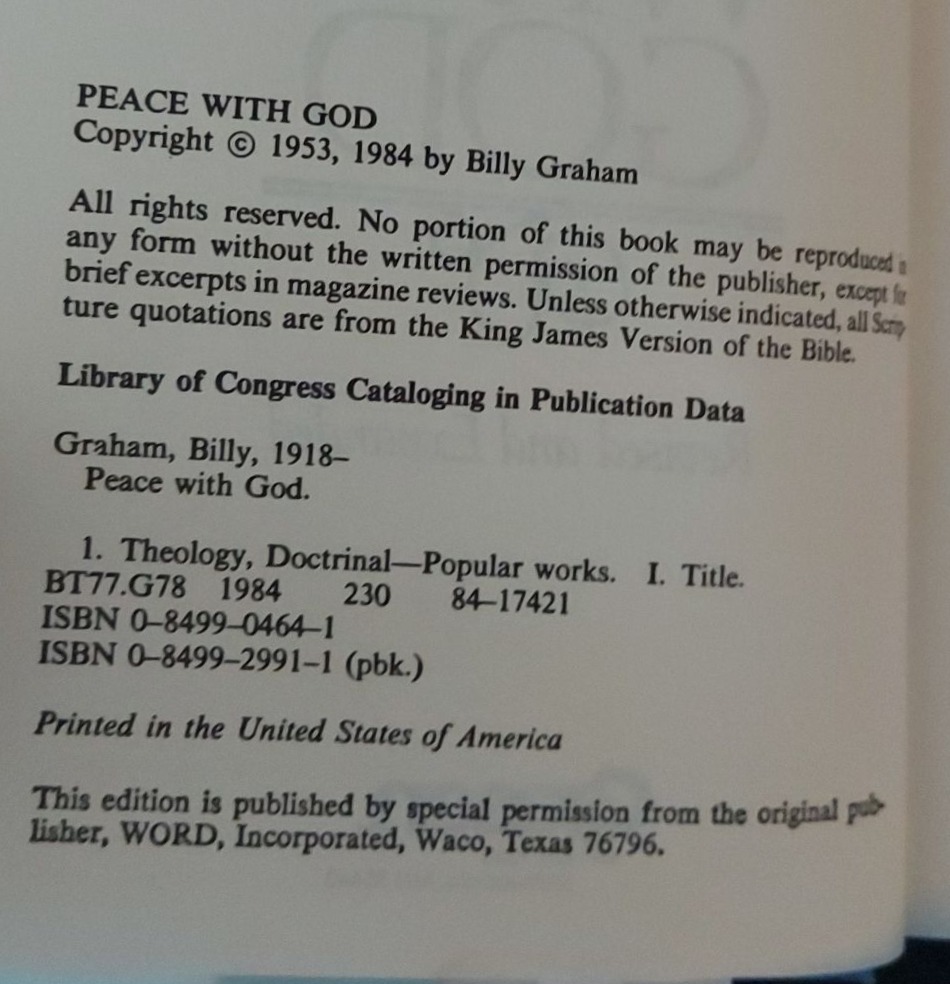 PEACE WITH GOD
Copyright © 1953, 1984 by Billy Graham
All rights reserved. No portion of this book may be reproduced
any form without the written permission of the publisher, except for
brief excerpts in magazine reviews. Unless otherwise indicated, all Scrip-
ture quotations are from the King James Version of the Bible.
Library of Congress Cataloging in Publication Data
Graham, Billy, 1918–
Peace with God.
1. Theology, Doctrinal—Popular works. I. Title.
BT77.G78 1984 230 84–17421
ISBN 0–8499–0464–1
ISBN 0–8499–2991–1 (pbk.)
Printed in the United States of America
This edition is published by special permission from the original pub-
lisher, WORD, Incorporated, Waco, Texas 76796.